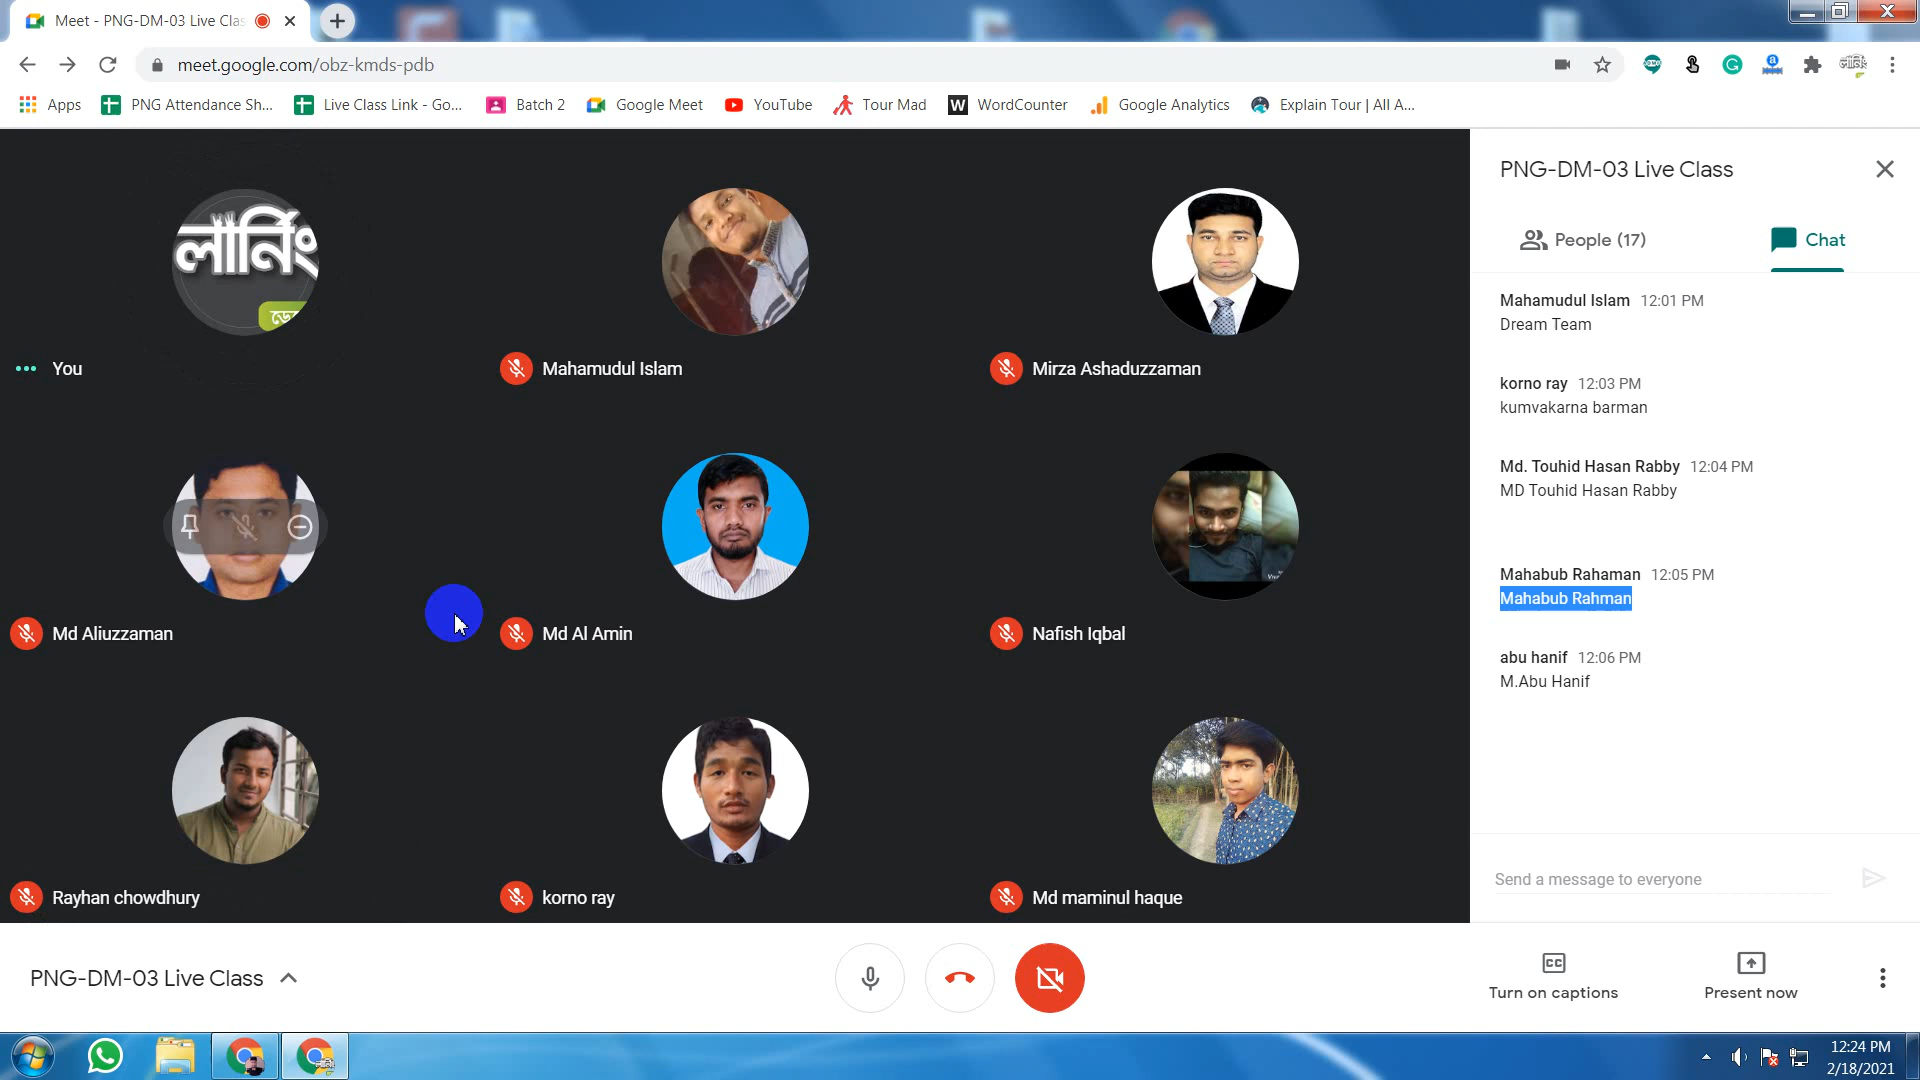 Meet - PNG-DM-03 Live Clas
meet.google.com/obz-kmds-pdb
Apps PNG Attendance Sh... Live Class Link - Go... Batch 2 Google Meet YouTube Tour Mad WordCounter Google Analytics Explain Tour | All A...
লার্নিং
You
Mahamudul Islam
Mirza Ashaduzzaman
Md Aliuzzaman
Md Al Amin
Nafish Iqbal
Rayhan chowdhury
korno ray
Md maminul haque
PNG-DM-03 Live Class
People (17) Chat
Mahamudul Islam 12:01 PM
Dream Team
korno ray 12:03 PM
kumvakarna barman
Md. Touhid Hasan Rabby 12:04 PM
MD Touhid Hasan Rabby
Mahabub Rahaman 12:05 PM
Mahabub Rahman
abu hanif 12:06 PM
M.Abu Hanif
Send a message to everyone
PNG-DM-03 Live Class
Turn on captions
Present now
12:24 PM
2/18/2021